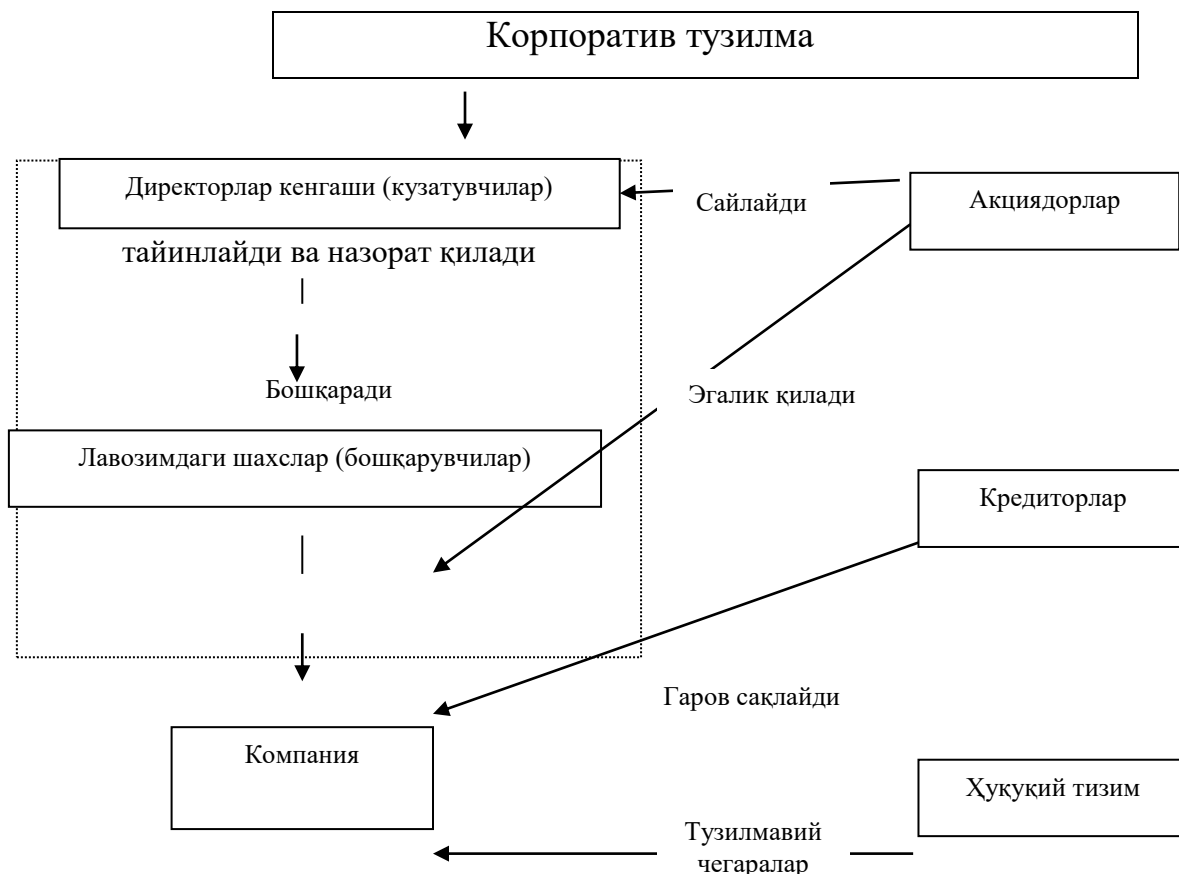 Корпоратив тузилма
Директорлар кенгаши (кузатувчилар)
Сайлайди
Акциядорлар
тайинлайди ва назорат қилади
Бошқаради
Эгалик қилади
Лавозимдаги шахслар (бошқарувчилар)
Кредиторлар
Гаров сақлайди
Компания
Ҳуқуқий тизим
Тузилмавий
чегаралар